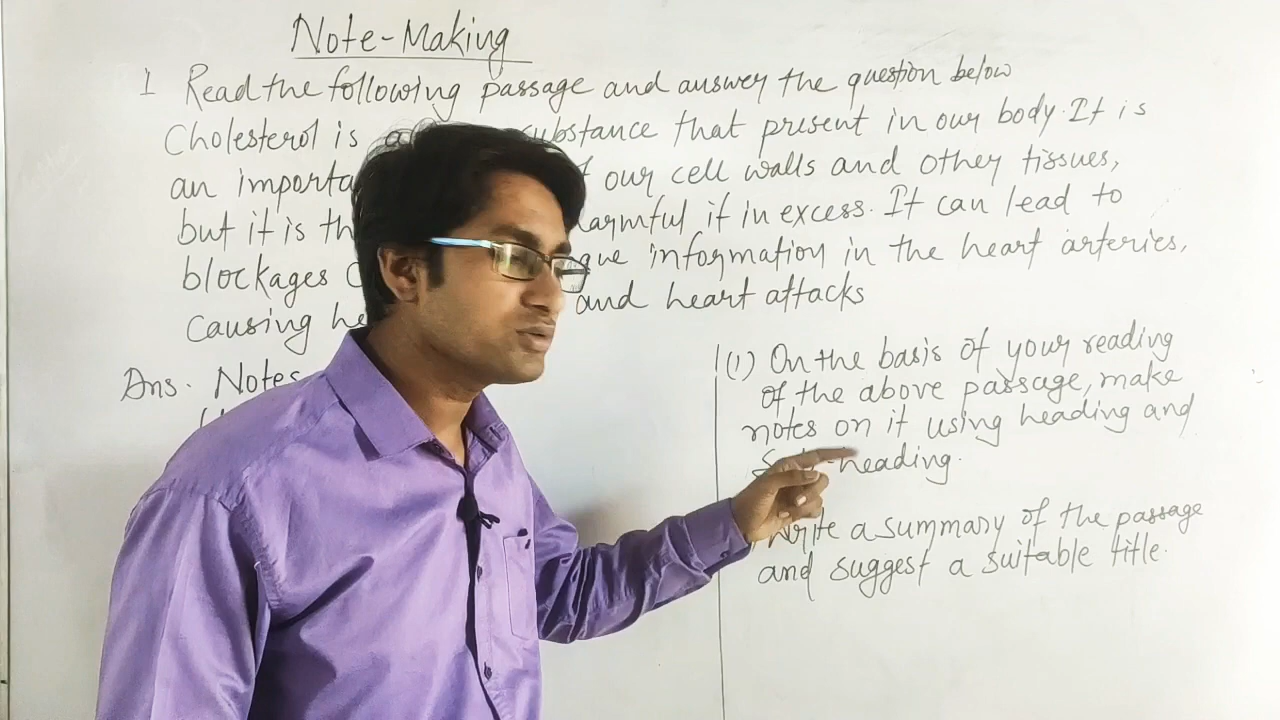 Note-Making
1 Read the following passage and answer the question below
Cholesterol is a substance that present in our body. It is
an importa our cell walls and other tissues,
but it is th harmful if in excess. It can lead to
blockages que information in the heart arteries,
causing he and heart attacks
Ans. Notes
(1) On the basis of your reading
of the above passage, make
notes on it using heading and
heading.
Write a summary of the passage
and suggest a suitable title.